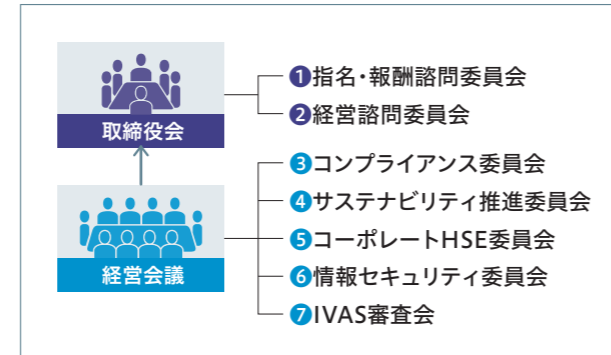 取締役会
❶指名・報酬諮問委員会
❷経営諮問委員会
経営会議
❸コンプライアンス委員会
❹サステナビリティ推進委員会
❺コーポレートHSE委員会
❻情報セキュリティ委員会
❼IVAS審査会